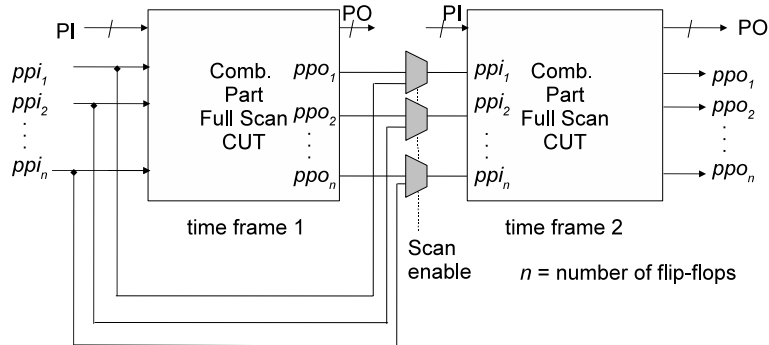 PI
PO
PI
PO
ppi1
ppi2
ppin
Comb.
Part
Full Scan
CUT
ppo1
ppo2
ppon
ppi1
ppi2
ppin
Comb.
Part
Full Scan
CUT
ppo1
ppo2
ppon
time frame 1
time frame 2
Scan
enable
n = number of flip-flops